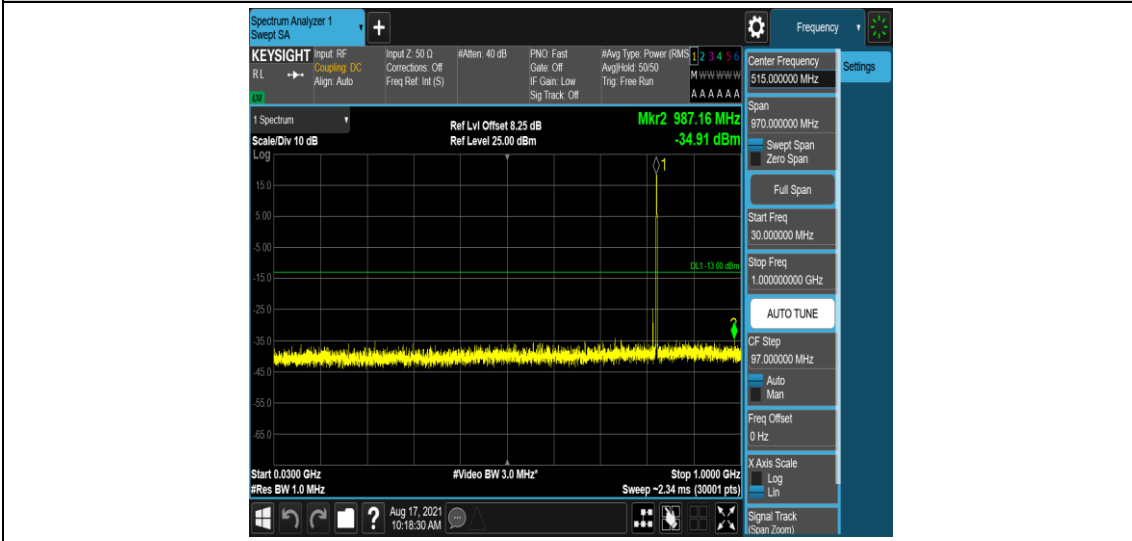 Spectrum Analyzer 1
Swept SA
+
Frequency
KEYSIGHT
RL
LXI
Input: RF
Coupling: DC
Align: Auto
Input Z: 50 Ω
Corrections: Off
Freq Ref: Int (S)
#Atten: 40 dB
PNO: Fast
Gate: Off
IF Gain: Low
Sig Track: Off
#Avg Type: Power (RMS
Avg|Hold: 50/50
Trig: Free Run
1 2 3 4 5 6
M W W W W W
A A A A A A
1 Spectrum
Scale/Div 10 dB
Log
Ref Lvl Offset 8.25 dB
Ref Level 25.00 dBm
Mkr2 987.16 MHz
-34.91 dBm
1
15.0
5.00
-5.00
DL1 -13.00 dBm
-15.0
-25.0
2
-35.0
-45.0
-55.0
-65.0
Start 0.0300 GHz
#Res BW 1.0 MHz
#Video BW 3.0 MHz*
Stop 1.0000 GHz
Sweep ~2.34 ms (30001 pts)
?
Aug 17, 2021
10:18:30 AM
Center Frequency
515.000000 MHz
Settings
Span
970.000000 MHz
Swept Span
Zero Span
Full Span
Start Freq
30.000000 MHz
Stop Freq
1.000000000 GHz
AUTO TUNE
CF Step
97.000000 MHz
Auto
Man
Freq Offset
0 Hz
X Axis Scale
Log
Lin
Signal Track
(Span Zoom)